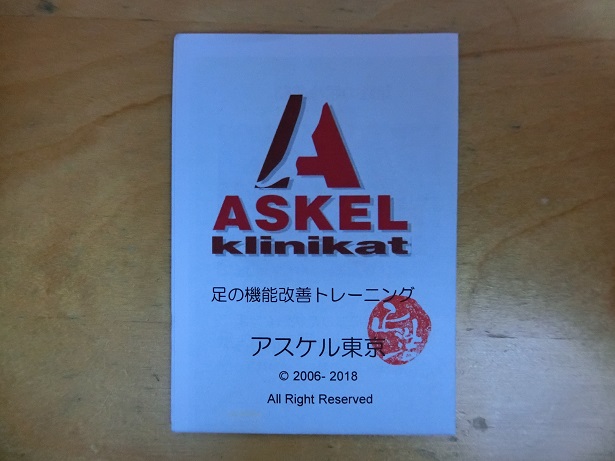 ASKEL
klinikat
足の機能改善トレーニング
アスケル東京
© 2006- 2018
All Right Reserved